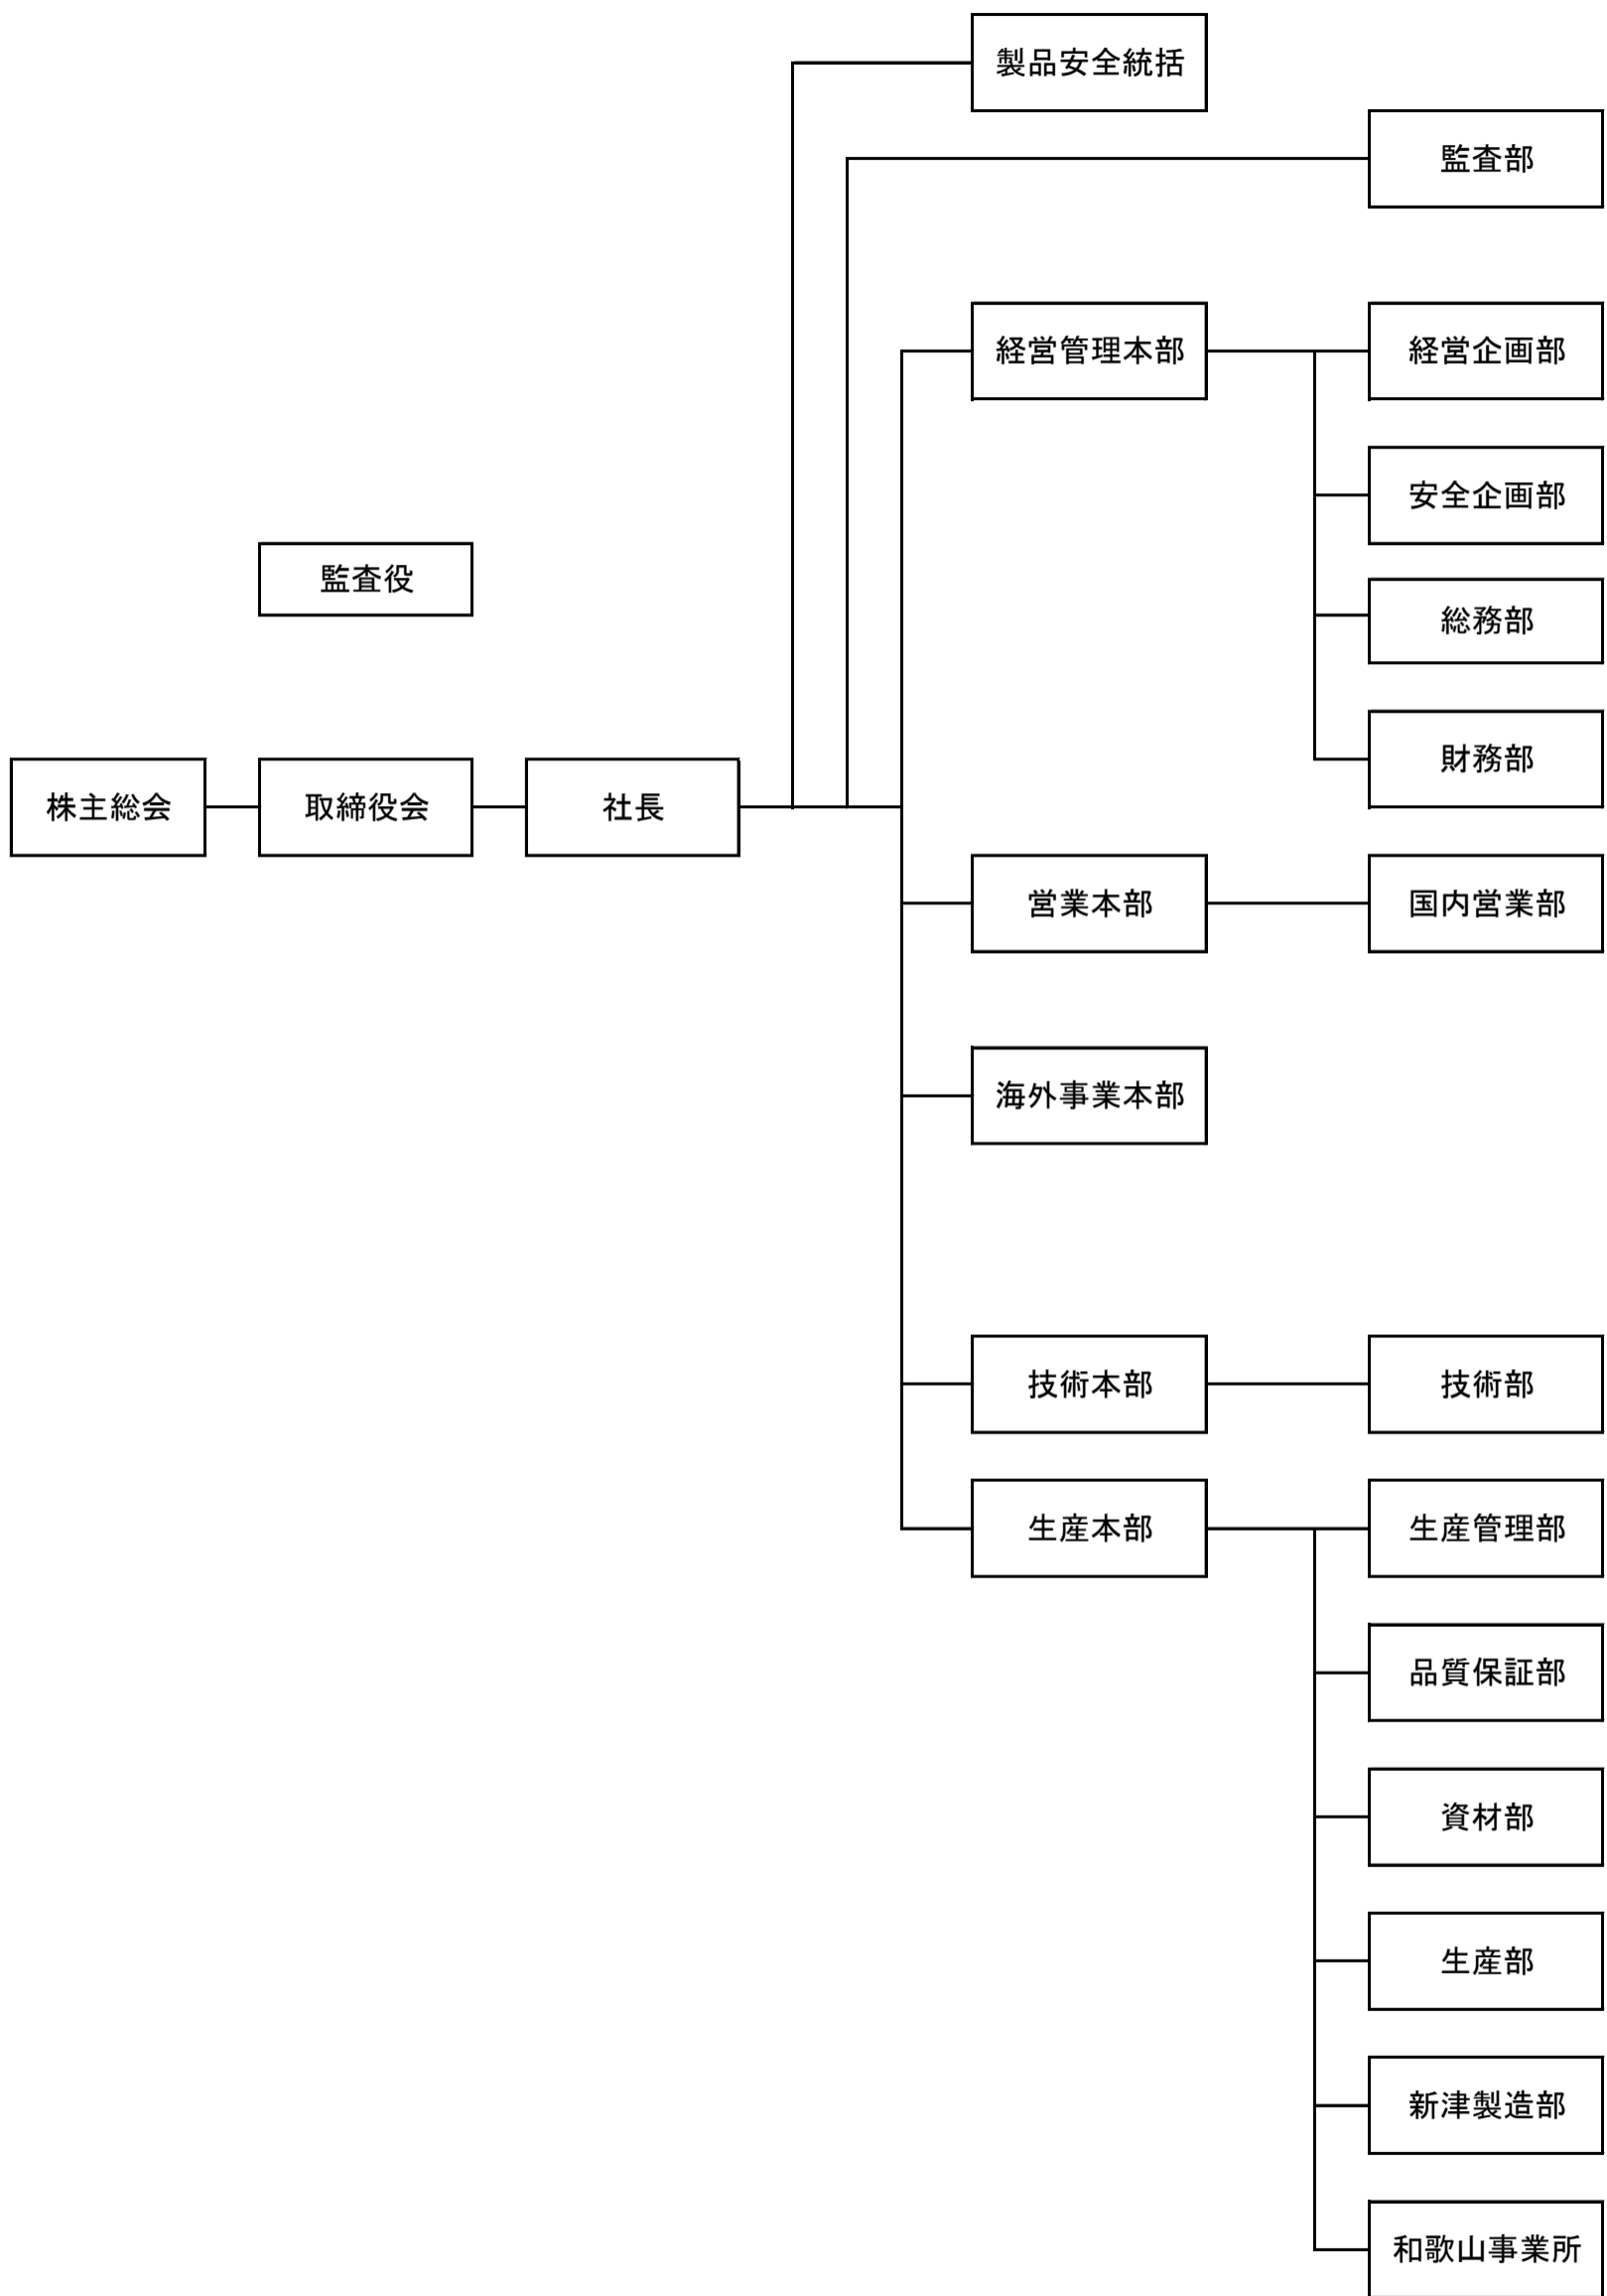 製品安全統括
監査部
経営管理本部
経営企画部
安全企画部
監査役
総務部
財務部
株主総会
取締役会
社長
営業本部
国内営業部
海外事業本部
技術本部
技術部
生産本部
生産管理部
品質保証部
資材部
生産部
新津製造部
和歌山事業所